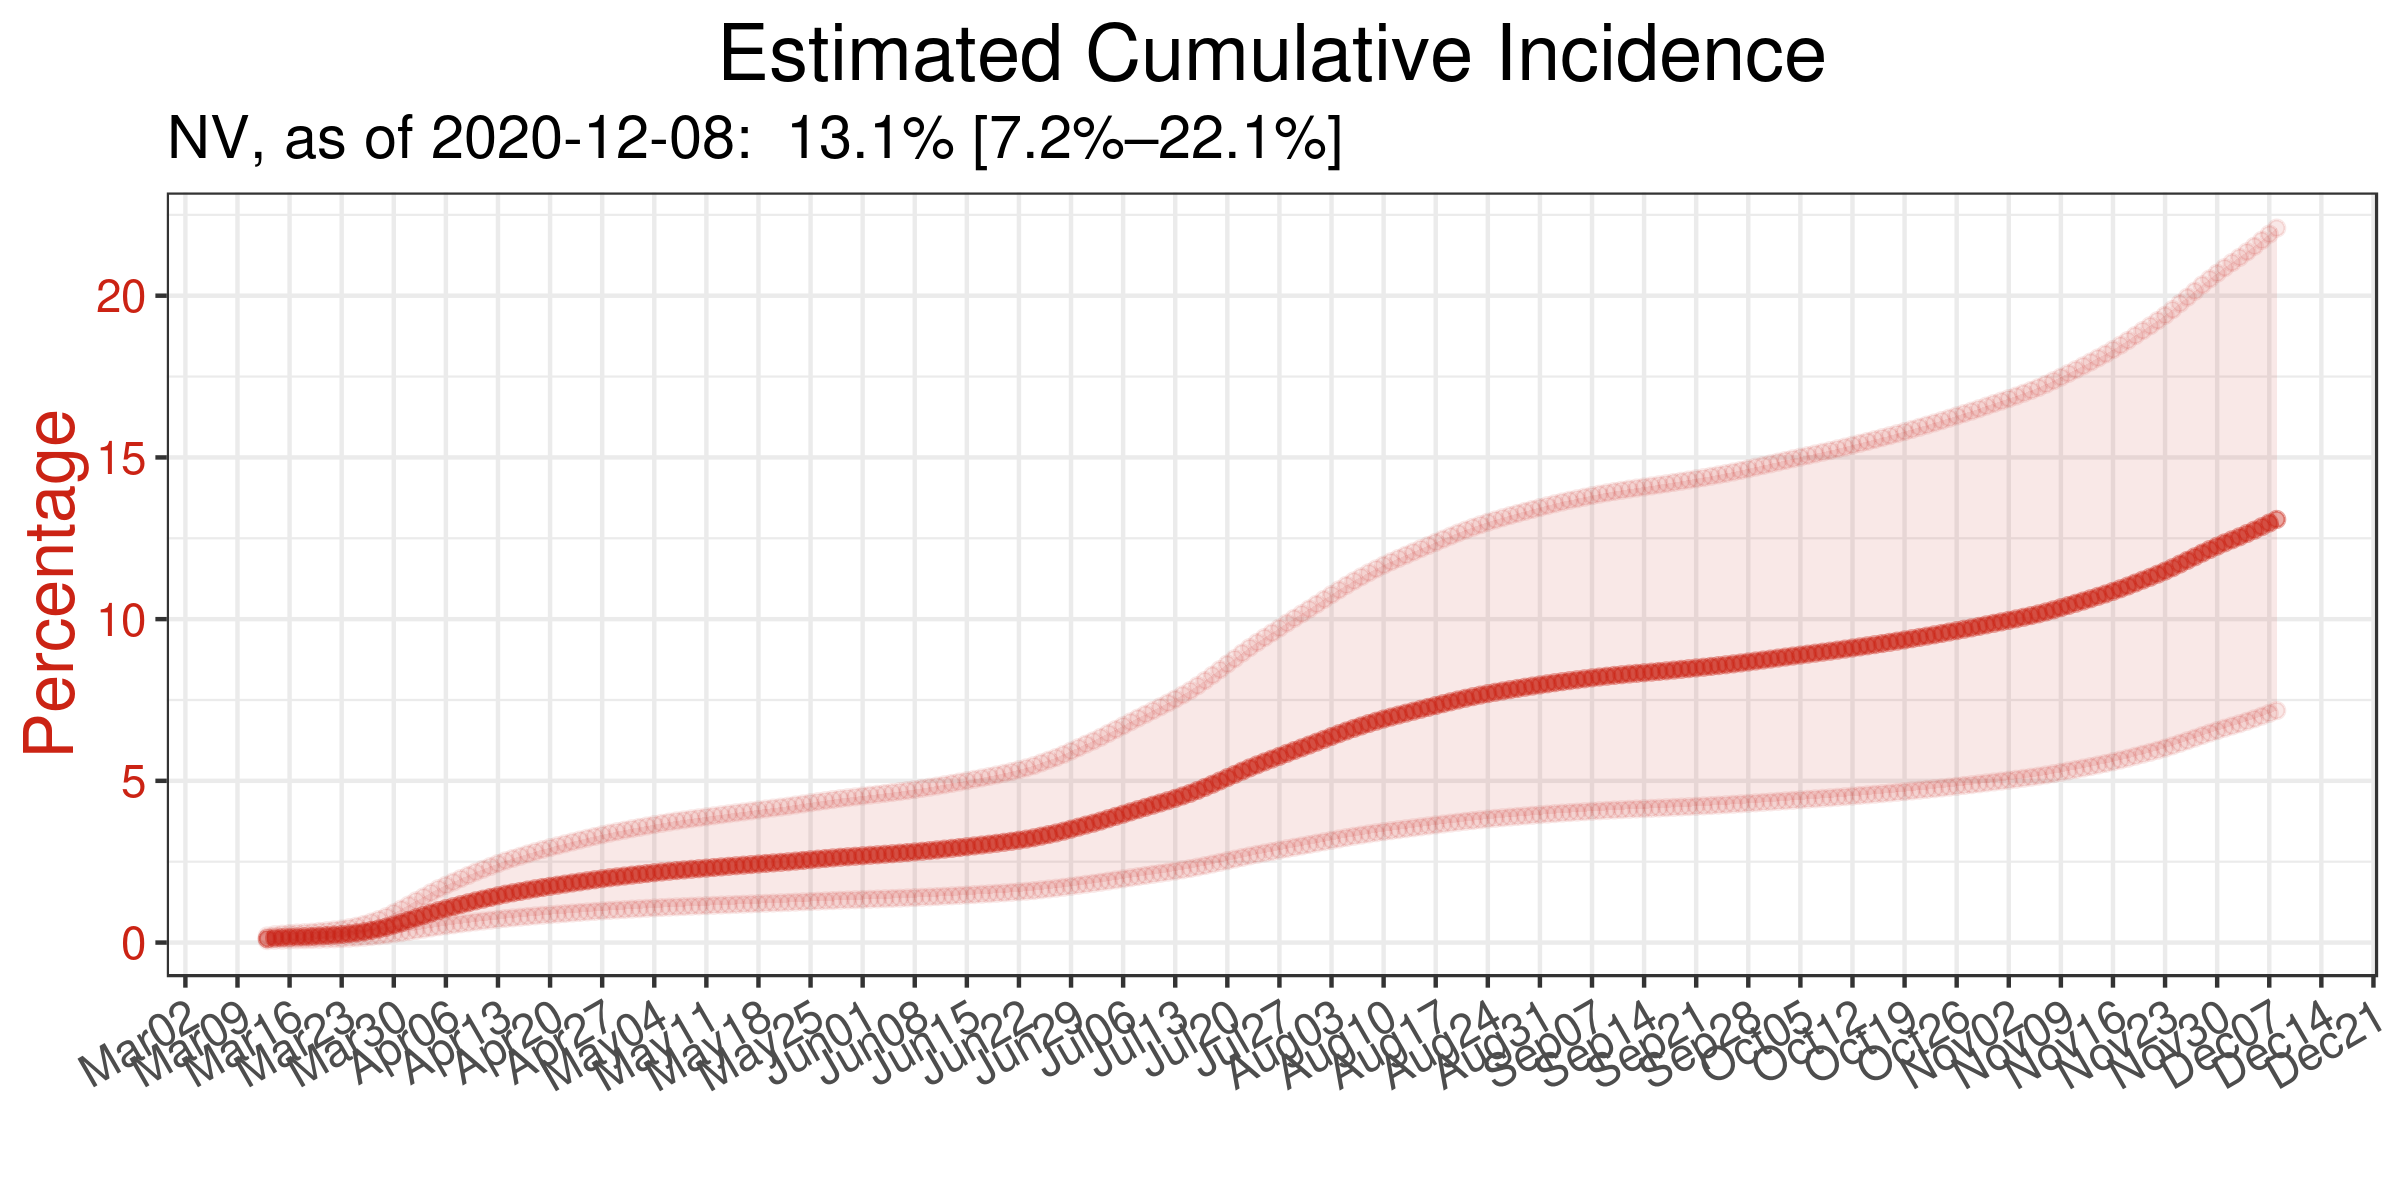 Estimated Cumulative Incidence
NV, as of 2020-12-08:  13.1% [7.2%–22.1%]
Percentage
20
15
10
5
0
Mar02
Mar09
Mar16
Mar23
Mar30
Apr06
Apr13
Apr20
Apr27
May04
May11
May18
May25
Jun01
Jun08
Jun15
Jun22
Jun29
Jul06
Jul13
Jul20
Jul27
Aug03
Aug10
Aug17
Aug24
Aug31
Sep07
Sep14
Sep21
Sep28
Oct05
Oct12
Oct19
Oct26
Nov02
Nov09
Nov16
Nov23
Nov30
Dec07
Dec14
Dec21